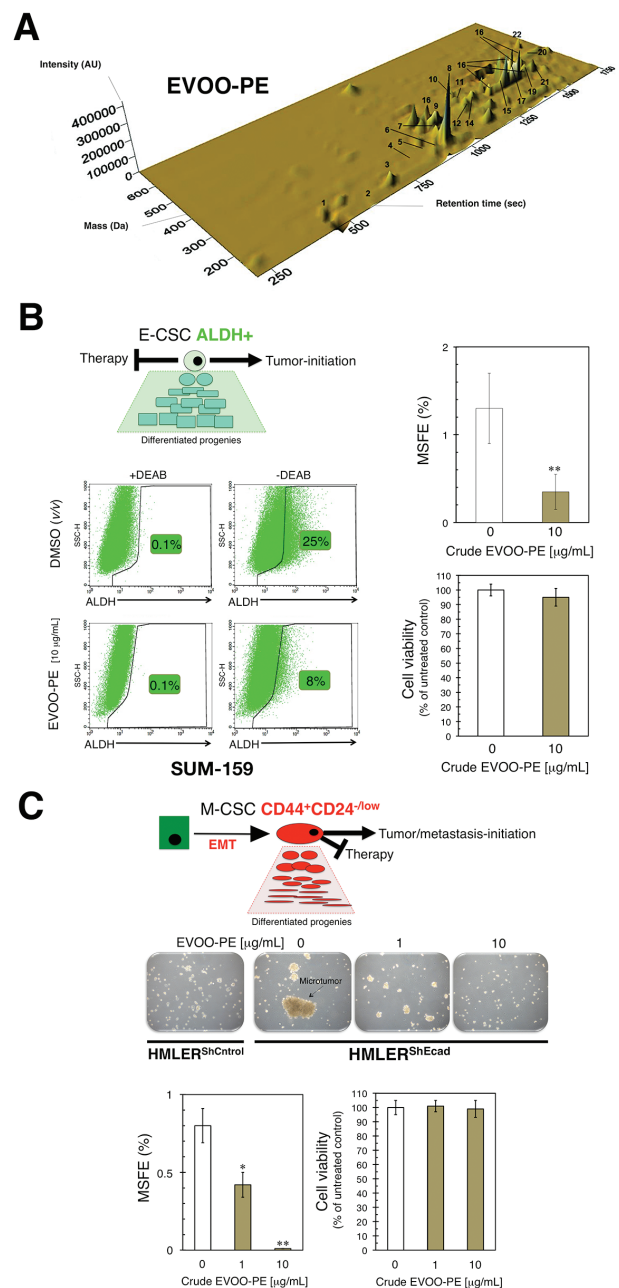 A
EVOO-PE
Intensity (AU)
400000
300000
200000
100000
0
600
500
400
300
200
Mass (Da)
250
500
750
1000
1250
1500
1750
Retention time (sec)
1
2
3
4
5
6
7
16
9
10
8
11
12
14
16
16
22
20
21
19
17
15
B
E-CSC ALDH+
Therapy
Tumor-initiation
Differentiated progenies
+DEAB
-DEAB
DMSO (v/v)
SSC-H
0.1%
25%
ALDH
ALDH
EVOO-PE [10 µg/mL]
SSC-H
0.1%
8%
ALDH
ALDH
SUM-159
MSFE (%)
2
1
0
**
0
10
Crude EVOO-PE [µg/mL]
Cell viability
(% of untreated control)
110
100
90
80
70
60
50
40
30
20
10
0
0
10
Crude EVOO-PE [µg/mL]
C
M-CSC CD44+CD24-/low
EMT
Tumor/metastasis-initiation
Therapy
Differentiated progenies
EVOO-PE [µg/mL]
0
1
10
Microtumor
HMLERShCntrol
HMLERShEcad
MSFE (%)
1
0.5
0
*
**
0
1
10
Crude EVOO-PE [µg/mL]
Cell viability
(% of untreated control)
110
100
90
80
70
60
50
40
30
20
10
0
0
1
10
Crude EVOO-PE [µg/mL]